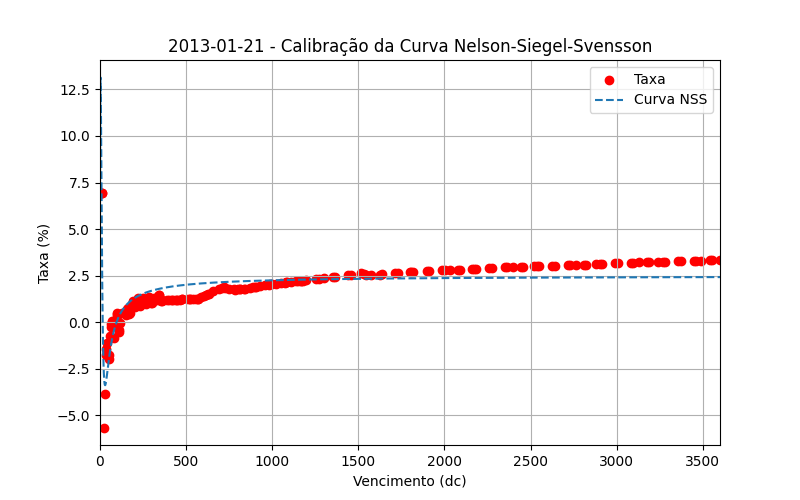 2013-01-21 - Calibração da Curva Nelson-Siegel-Svensson
Taxa
Curva NSS
Taxa (%)
12.5
10.0
7.5
5.0
2.5
0.0
−2.5
−5.0
0 500 1000 1500 2000 2500 3000 3500
Vencimento (dc)